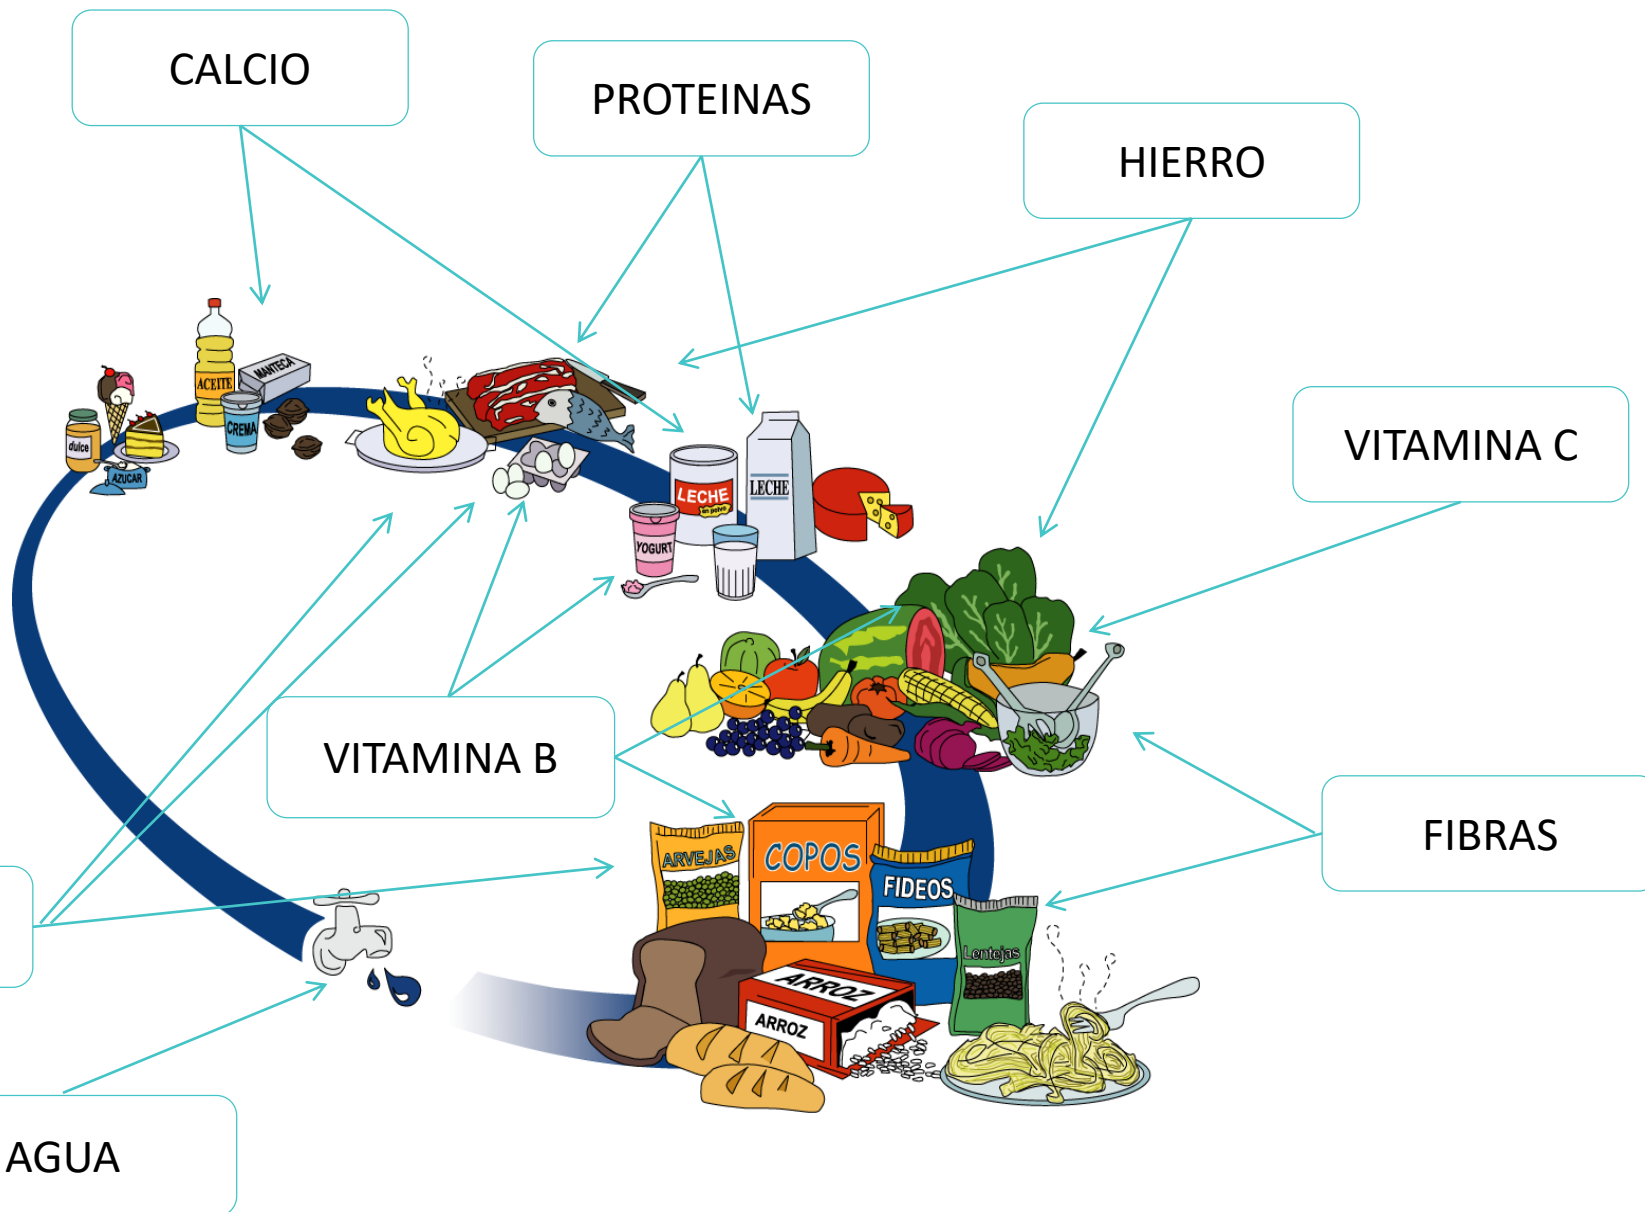 CALCIO
PROTEINAS
HIERRO
ACEITE
MANTECA
CREMA
dulce
AZUCAR
VITAMINA C
LECHE
en polvo
LECHE
YOGURT
VITAMINA B
FIBRAS
ARVEJAS
COPOS
FIDEOS
Lentejas
ARROZ
ARROZ
AGUA